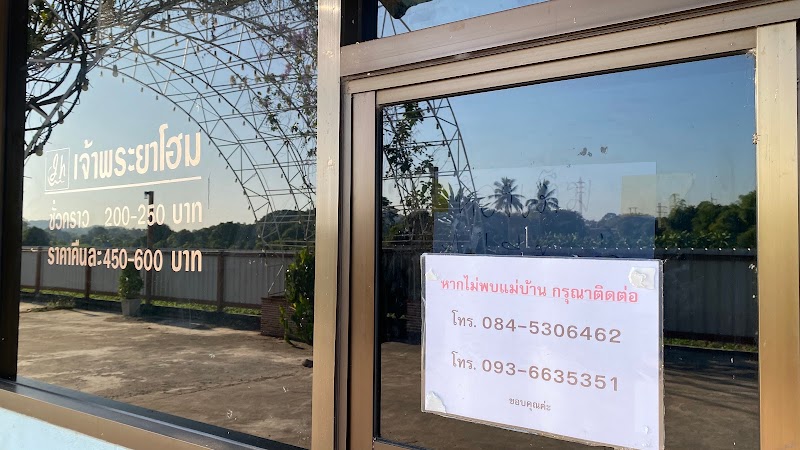 เจ้าพระยาโฮม
ชั่วคราว 200-250 บาท
ราคาคืนละ 450-600 บาท
หากไม่พบแม่บ้าน กรุณาติดต่อ
โทร. 084-5306462
โทร. 093-6635351
ขอบคุณค่ะ